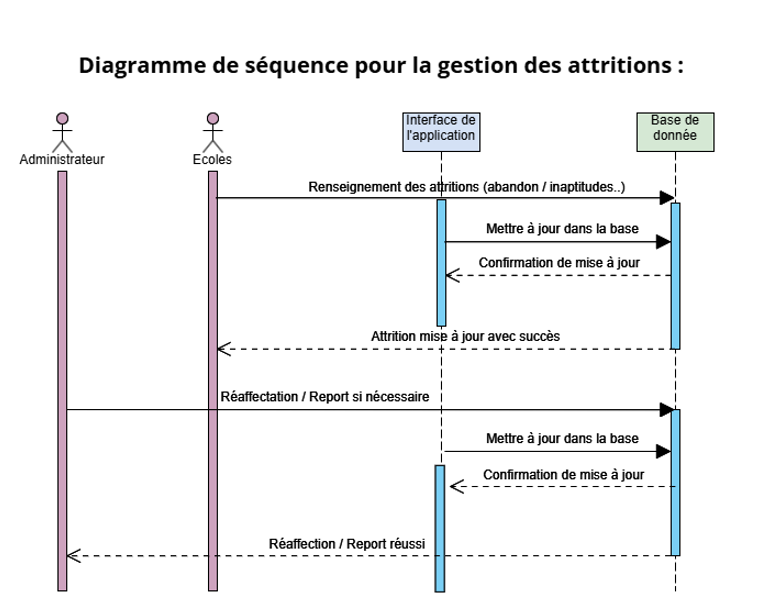 Diagramme de séquence pour la gestion des attritions :
Administrateur
Ecoles
Interface de
l'application
Base de
donnée
Renseignement des attritions (abandon / inaptitudes..)
Mettre à jour dans la base
Confirmation de mise à jour
Attrition mise à jour avec succès
Réaffectation / Report si nécessaire
Mettre à jour dans la base
Confirmation de mise à jour
Réaffection / Report réussi